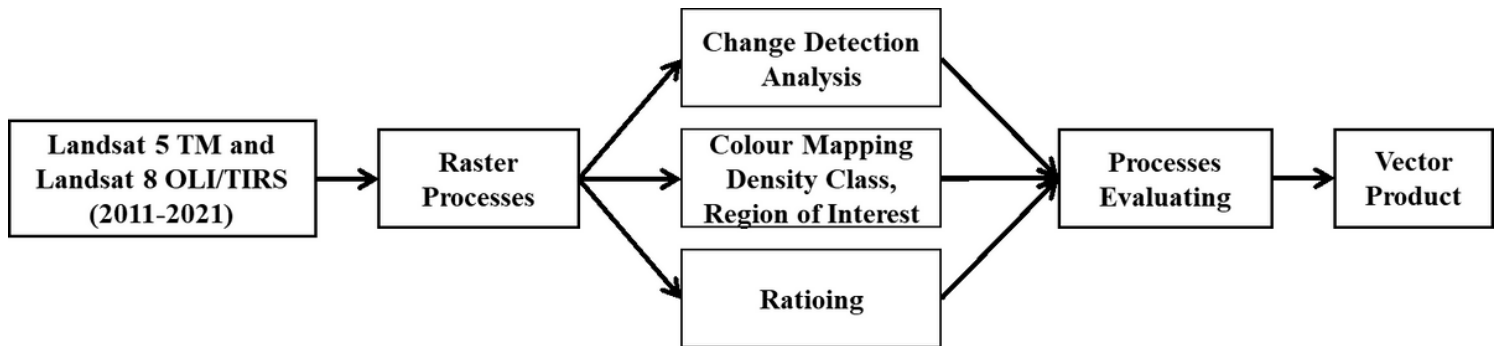 Landsat 5 TM and
Landsat 8 OLI/TIRS
(2011-2021)
Raster
Processes
Change Detection
Analysis
Colour Mapping
Density Class,
Region of Interest
Ratioing
Processes
Evaluating
Vector
Product